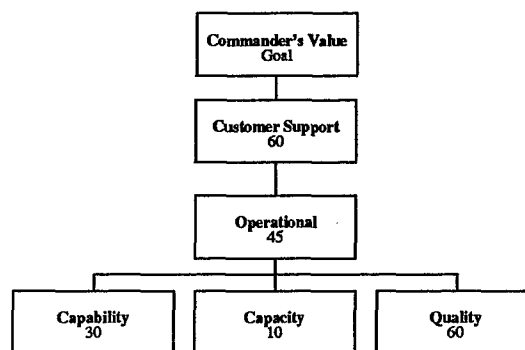 Commander's Value
Goal
Customer Support
60
Operational
45
Capability
30
Capacity
10
Quality
60